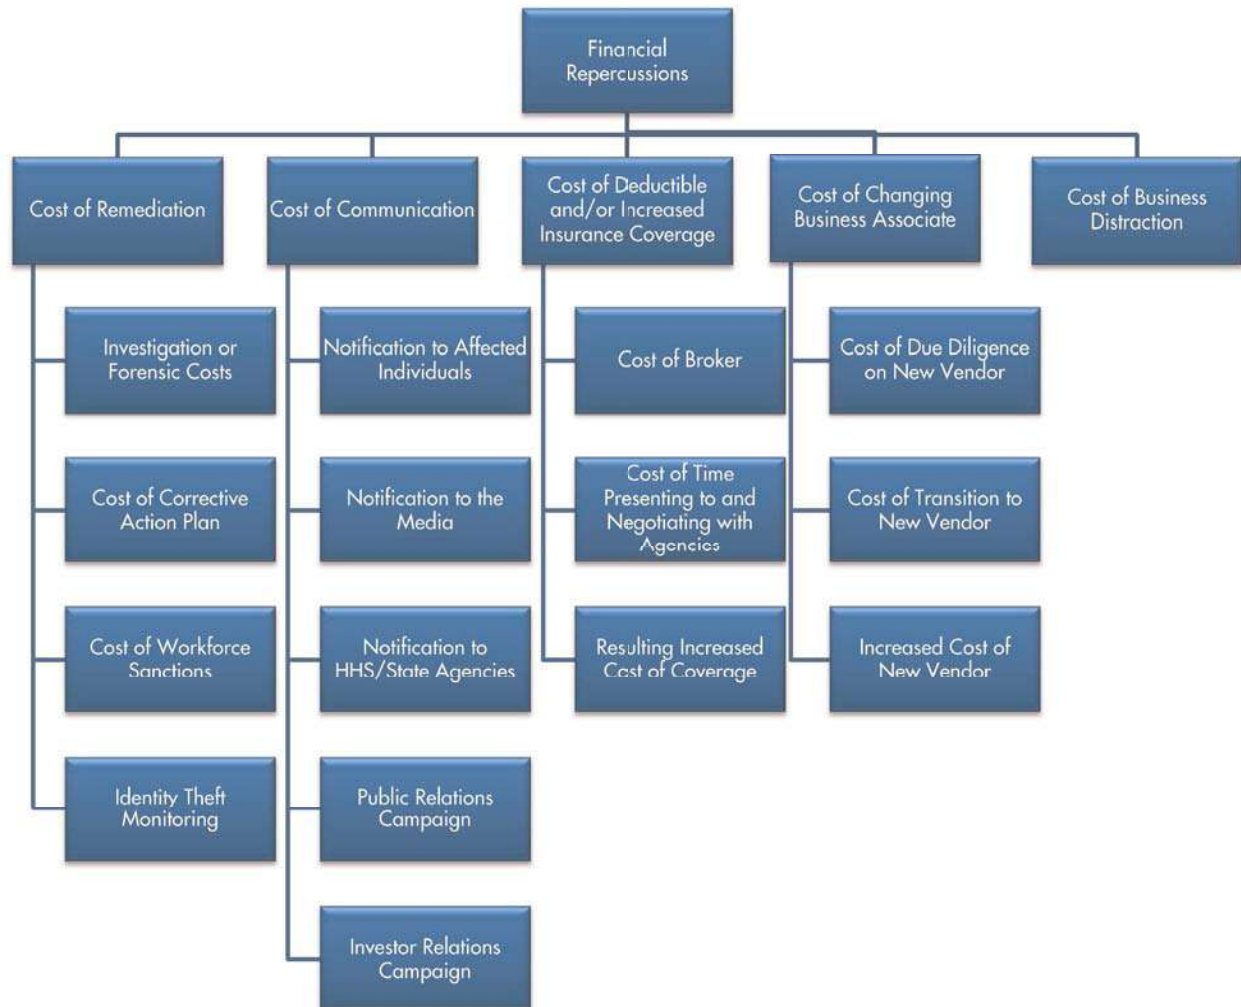 Financial
Repercussions
Cost of Remediation
Cost of Communication
Cost of Deductible
and/or Increased
Insurance Coverage
Cost of Changing
Business Associate
Cost of Business
Distraction
Investigation or
Forensic Costs
Cost of Corrective
Action Plan
Cost of Workforce
Sanctions
Identity Theft
Monitoring
Notification to Affected
Individuals
Notification to the
Media
Notification to
HHS/State Agencies
Public Relations
Campaign
Investor Relations
Campaign
Cost of Broker
Cost of Time
Presenting to and
Negotiating with
Agencies
Resulting Increased
Cost of Coverage
Cost of Due Diligence
on New Vendor
Cost of Transition to
New Vendor
Increased Cost of
New Vendor